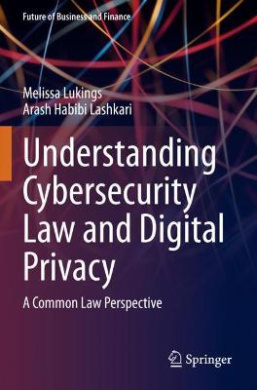 Future of Business and Finance
Melissa Lukings
Arash Habibi Lashkari
Understanding
Cybersecurity
Law and Digital
Privacy
A Common Law Perspective
Springer